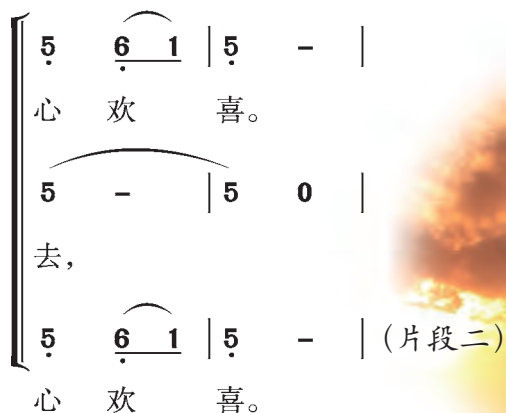 5̣ 6̣ 1 | 5̣ – |
心 欢 喜。
5 – | 5 0 |
去，
5̣ 6̣ 1 | 5̣ – | （片段二）
心 欢 喜。